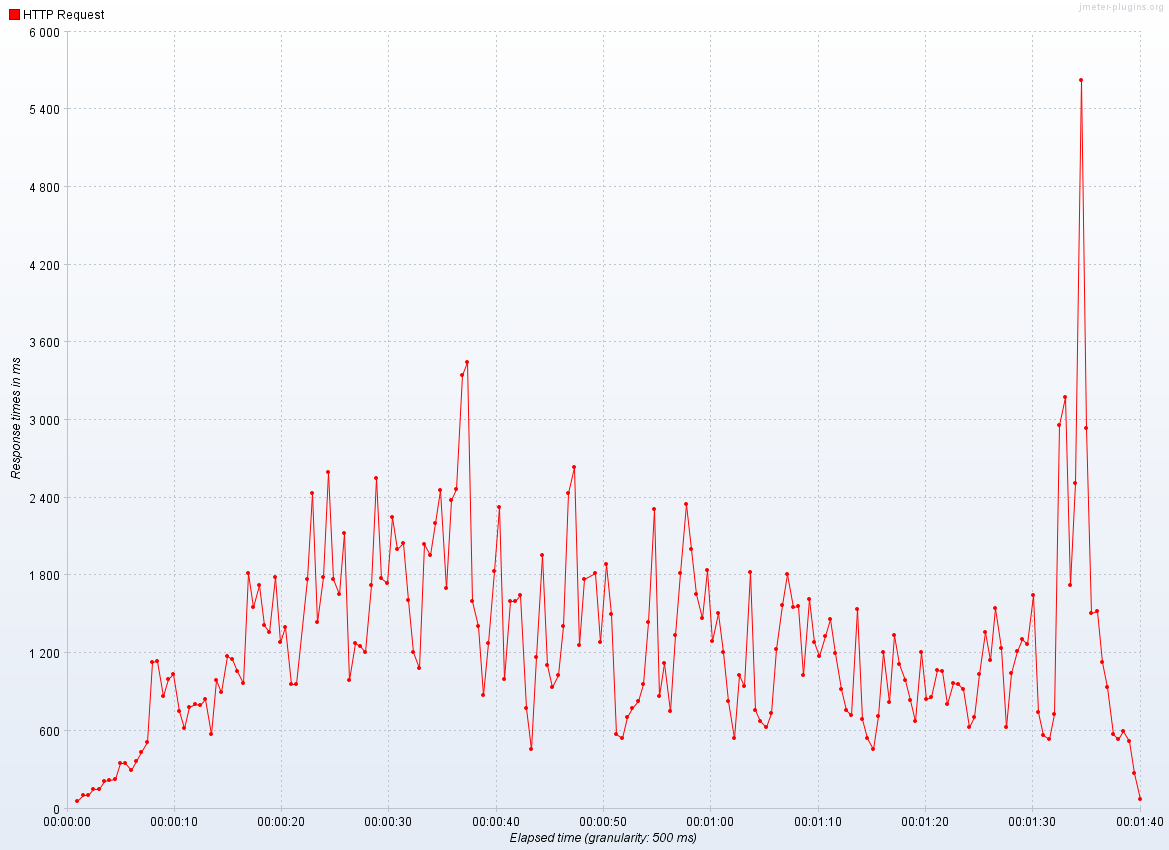 HTTP Request
jmeter-plugins.org
6 000
5 400
4 800
4 200
3 600
3 000
2 400
1 800
1 200
600
0
Response times in ms
00:00:00 00:00:10 00:00:20 00:00:30 00:00:40 00:00:50 00:01:00 00:01:10 00:01:20 00:01:30 00:01:40
Elapsed time (granularity: 500 ms)